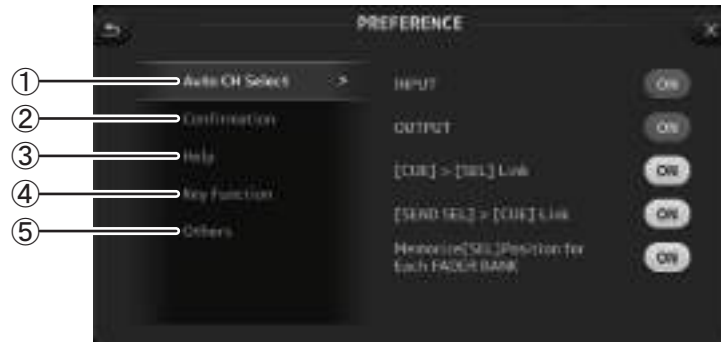 PREFERENCE
① Auto CH Select >
② Confirmation
③ Help
④ Key Function
⑤ Others
INPUT ON
OUTPUT ON
[CUE] > [SEL] Link ON
[SEND SEL] > [CUE] Link ON
Memorize[SEL]Position for
Each FADER BANK ON